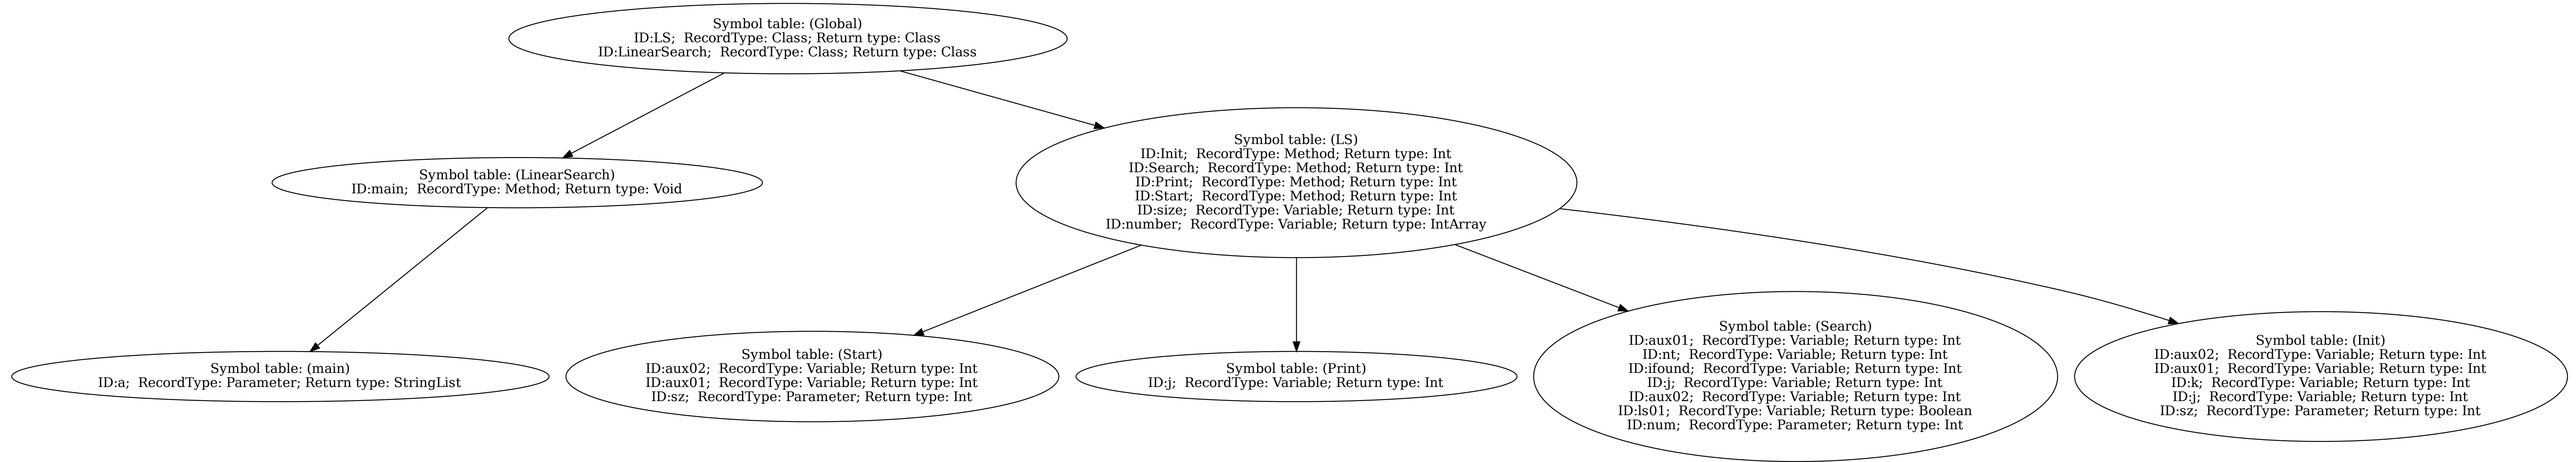 Symbol table: (Global)
ID:LS;  RecordType: Class; Return type: Class
ID:LinearSearch;  RecordType: Class; Return type: Class
Symbol table: (LinearSearch)
ID:main;  RecordType: Method; Return type: Void
Symbol table: (LS)
ID:Init;  RecordType: Method; Return type: Int
ID:Search;  RecordType: Method; Return type: Int
ID:Print;  RecordType: Method; Return type: Int
ID:Start;  RecordType: Method; Return type: Int
ID:size;  RecordType: Variable; Return type: Int
ID:number;  RecordType: Variable; Return type: IntArray
Symbol table: (main)
ID:a;  RecordType: Parameter; Return type: StringList
Symbol table: (Start)
ID:aux02;  RecordType: Variable; Return type: Int
ID:aux01;  RecordType: Variable; Return type: Int
ID:sz;  RecordType: Parameter; Return type: Int
Symbol table: (Print)
ID:j;  RecordType: Variable; Return type: Int
Symbol table: (Search)
ID:aux01;  RecordType: Variable; Return type: Int
ID:nt;  RecordType: Variable; Return type: Int
ID:ifound;  RecordType: Variable; Return type: Int
ID:j;  RecordType: Variable; Return type: Int
ID:aux02;  RecordType: Variable; Return type: Int
ID:ls01;  RecordType: Variable; Return type: Boolean
ID:num;  RecordType: Parameter; Return type: Int
Symbol table: (Init)
ID:aux02;  RecordType: Variable; Return type: Int
ID:aux01;  RecordType: Variable; Return type: Int
ID:k;  RecordType: Variable; Return type: Int
ID:j;  RecordType: Variable; Return type: Int
ID:sz;  RecordType: Parameter; Return type: Int